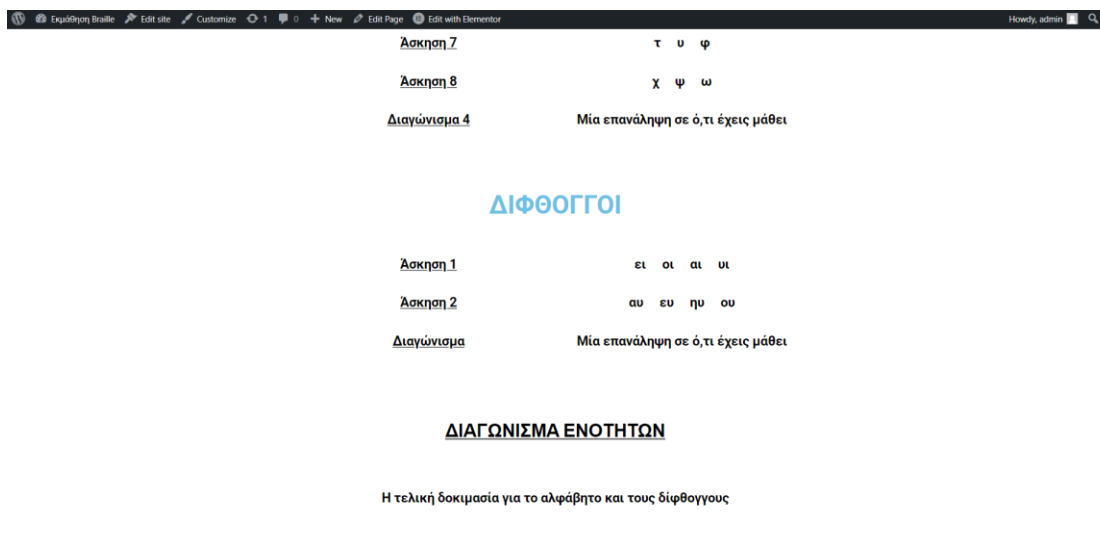 Εκμάθηση Braille Edit site Customize 1 0 New Edit Page Edit with Elementor Howdy, admin
Άσκηση 7 τ υ φ
Άσκηση 8 χ ψ ω
Διαγώνισμα 4 Μία επανάληψη σε ό,τι έχεις μάθει
ΔΙΦΘΟΓΓΟΙ
Άσκηση 1 ει οι αι υι
Άσκηση 2 αυ ευ ηυ ου
Διαγώνισμα Μία επανάληψη σε ό,τι έχεις μάθει
ΔΙΑΓΩΝΙΣΜΑ ΕΝΟΤΗΤΩΝ
Η τελική δοκιμασία για το αλφάβητο και τους δίφθογγους